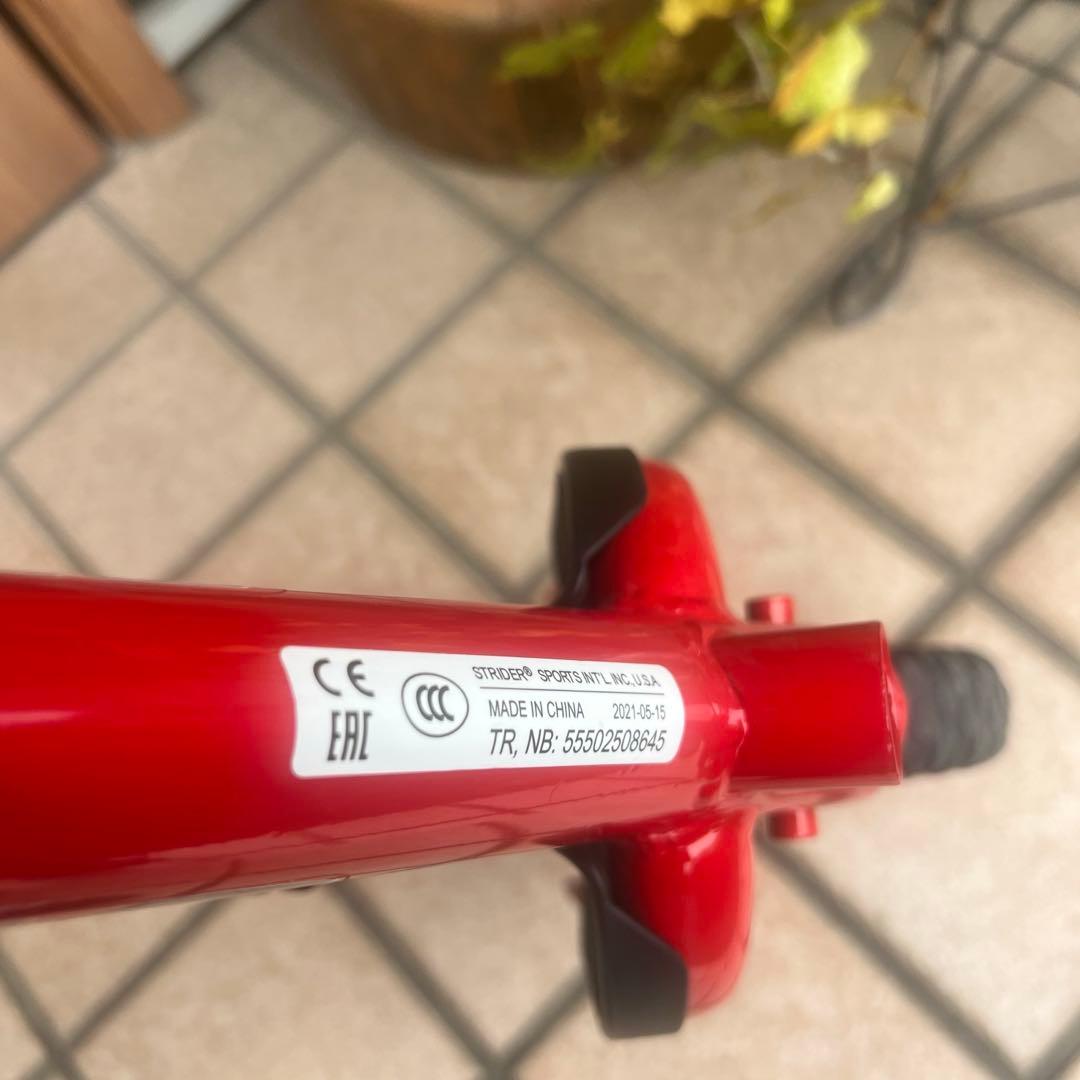 CE
EAC
CCC
STRIDER® SPORTS INT'L INC, U.S.A
MADE IN CHINA 2021-05-15
TR, NB: 55502508645